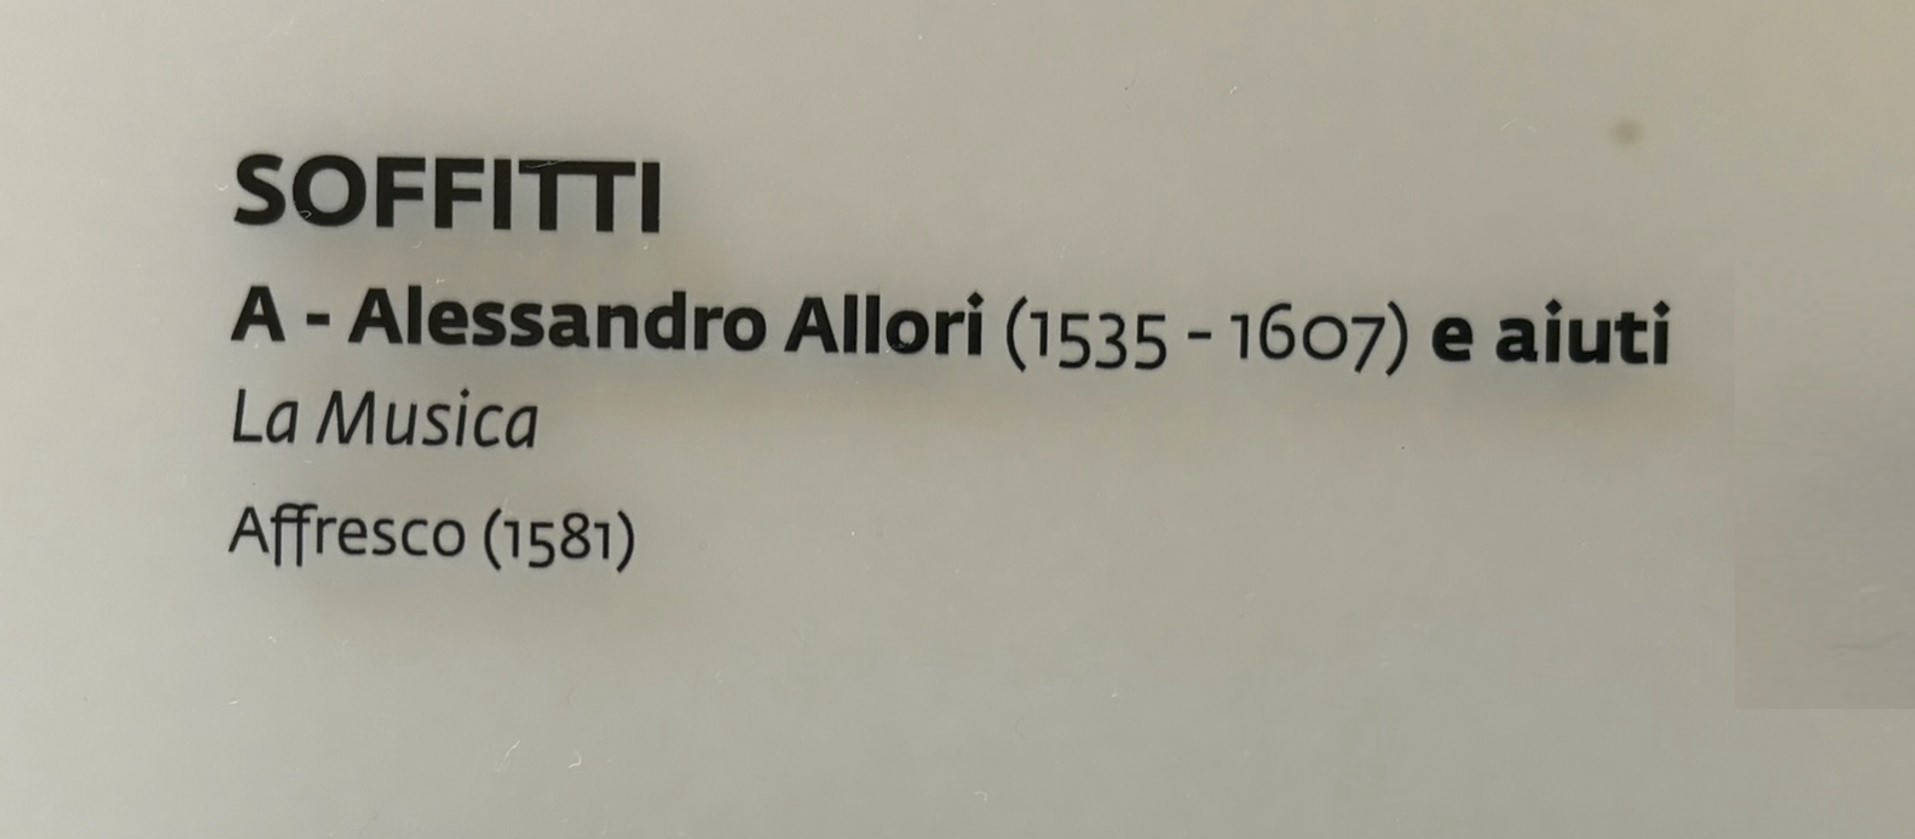 SOFFITTI
A - Alessandro Allori (1535 - 1607) e aiuti
La Musica
Affresco (1581)